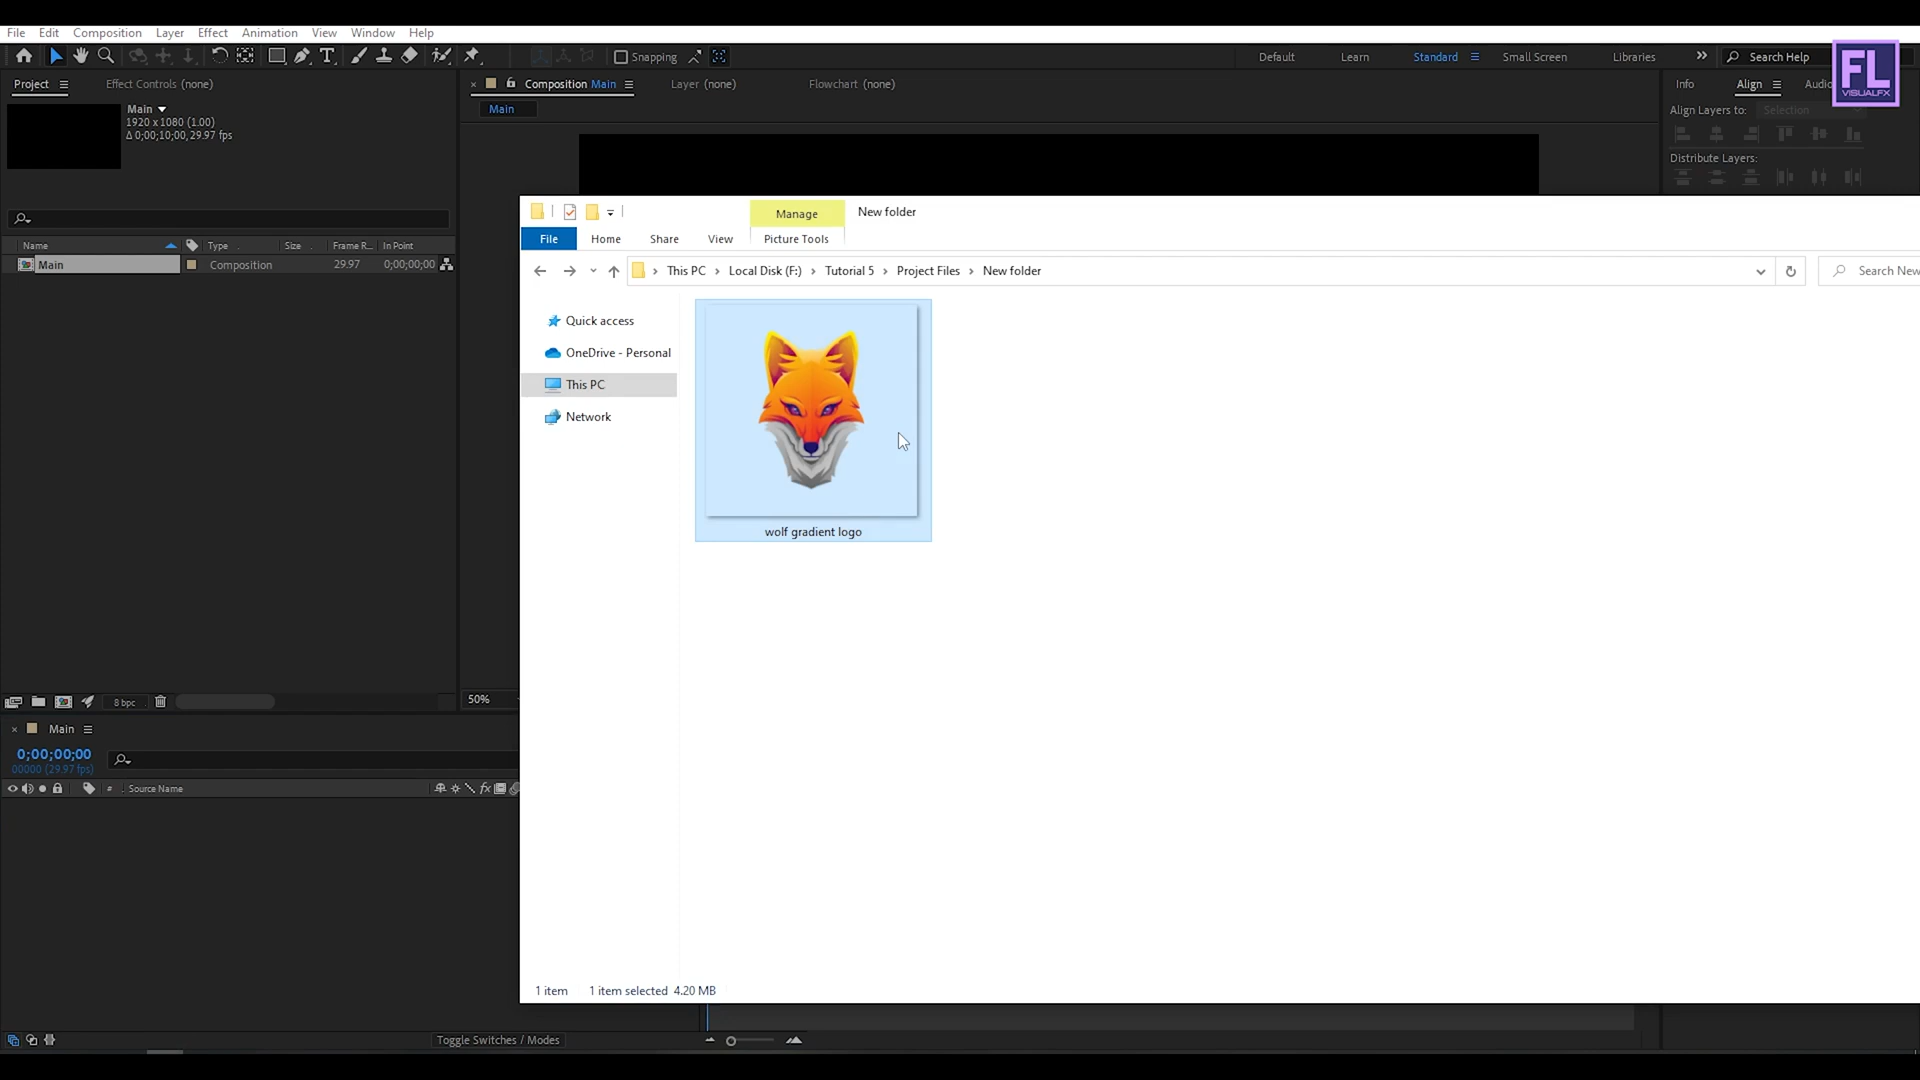 File Edit Composition Layer Effect Animation View Window Help
Snapping Default Learn Standard Small Screen Libraries Search Help
FL
VISUALFX
Project Effect Controls (none) Composition Main Layer (none) Flowchart (none) Info Align Audio
Main
1920 x 1080 (1.00)
Δ 0;00;10;00, 29.97 fps
Main
Align Layers to: Selection
Distribute Layers:
Name Type Size Frame R... In Point
Main Composition 29.97 0;00;00;00
Manage New folder
File Home Share View Picture Tools
This PC Local Disk (F:) Tutorial 5 Project Files New folder Search New
Quick access
OneDrive - Personal
This PC
Network
wolf gradient logo
8 bpc 50%
Main
0;00;00;00
00000 (29.97 fps)
# Source Name fx
1 item 1 item selected 4.20 MB
Toggle Switches / Modes